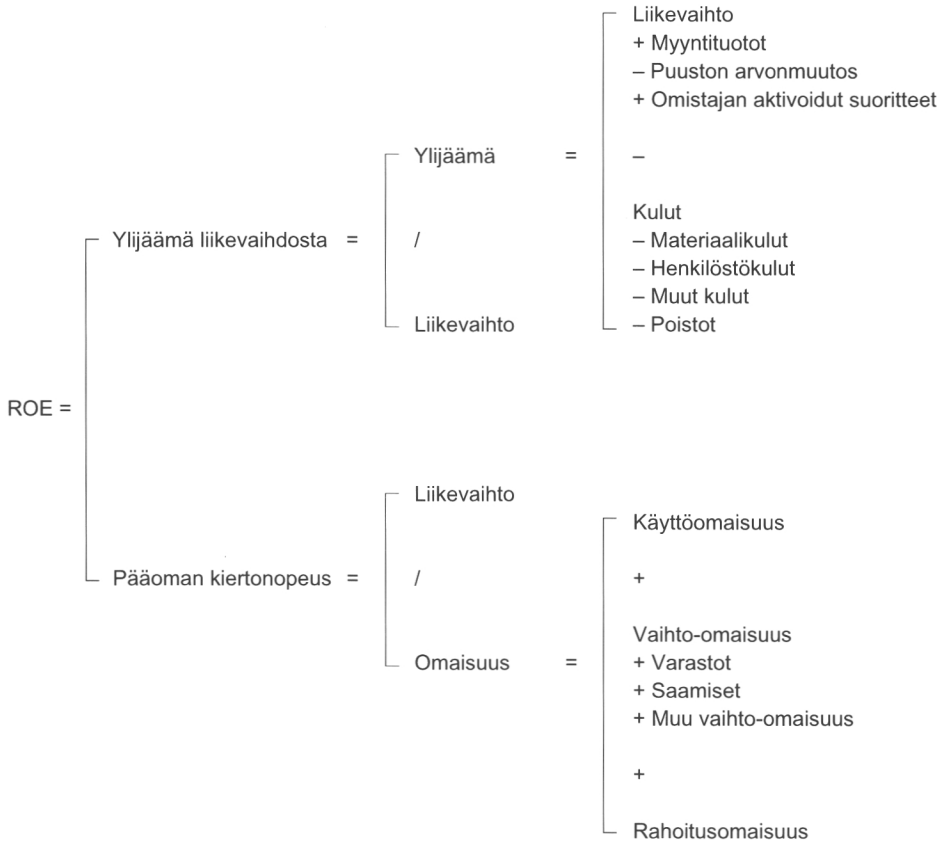 Liikevaihto
+ Myyntituotot
– Puuston arvonmuutos
+ Omistajan aktivoidut suoritteet
Ylijäämä =
–
Kulut
Ylijäämä liikevaihdosta = /
– Materiaalikulut
– Henkilöstökulut
– Muut kulut
Liikevaihto
– Poistot
ROE =
Liikevaihto
Käyttöomaisuus
Pääoman kiertonopeus = /
+
Vaihto-omaisuus
Omaisuus =
+ Varastot
+ Saamiset
+ Muu vaihto-omaisuus
+
Rahoitusomaisuus